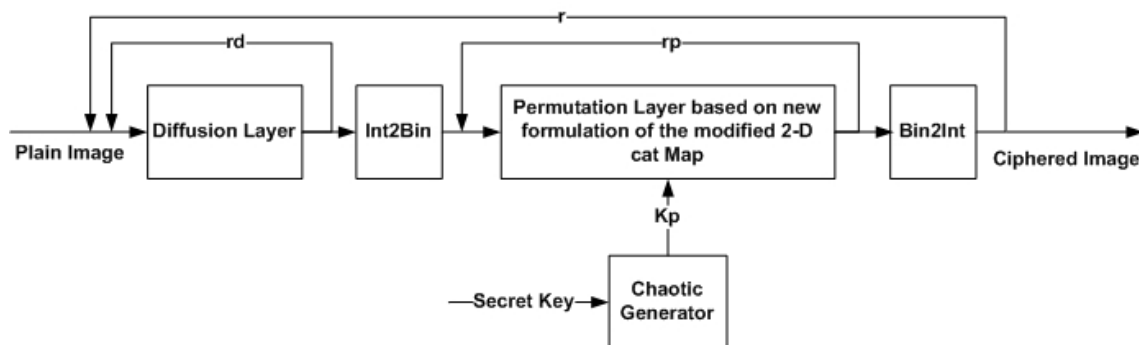 r
rd
rp
Plain Image
Diffusion Layer
Int2Bin
Permutation Layer based on new
formulation of the modified 2-D
cat Map
Bin2Int
Ciphered Image
Kp
Secret Key
Chaotic
Generator